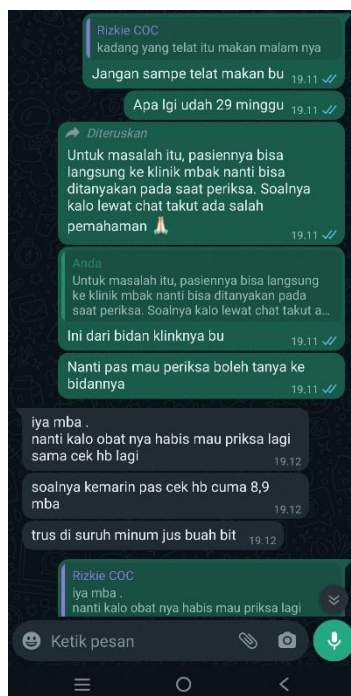 Rizkie COC
kadang yang telat itu makan malam nya
Jangan sampe telat makan bu 19.11
Apa lgi udah 29 minggu 19.11
Diteruskan
Untuk masalah itu, pasiennya bisa
langsung ke klinik mbak nanti bisa
ditanyakan pada saat periksa. Soalnya
kalo lewat chat takut ada salah
pemahaman 🙏🏻
19.11
Anda
Untuk masalah itu, pasiennya bisa langsung
ke klinik mbak nanti bisa ditanyakan pada
saat periksa. Soalnya kalo lewat chat takut a...
Ini dari bidan klinknya bu 19.11
Nanti pas mau periksa boleh tanya ke
bidannya 19.11
iya mba .
nanti kalo obat nya habis mau priksa lagi
sama cek hb lagi 19.12
soalnya kemarin pas cek hb cuma 8,9
mba 19.12
trus di suruh minum jus buah bit 19.12
Rizkie COC
iya mba .
nanti kalo obat nya habis mau priksa lagi
Ketik pesan